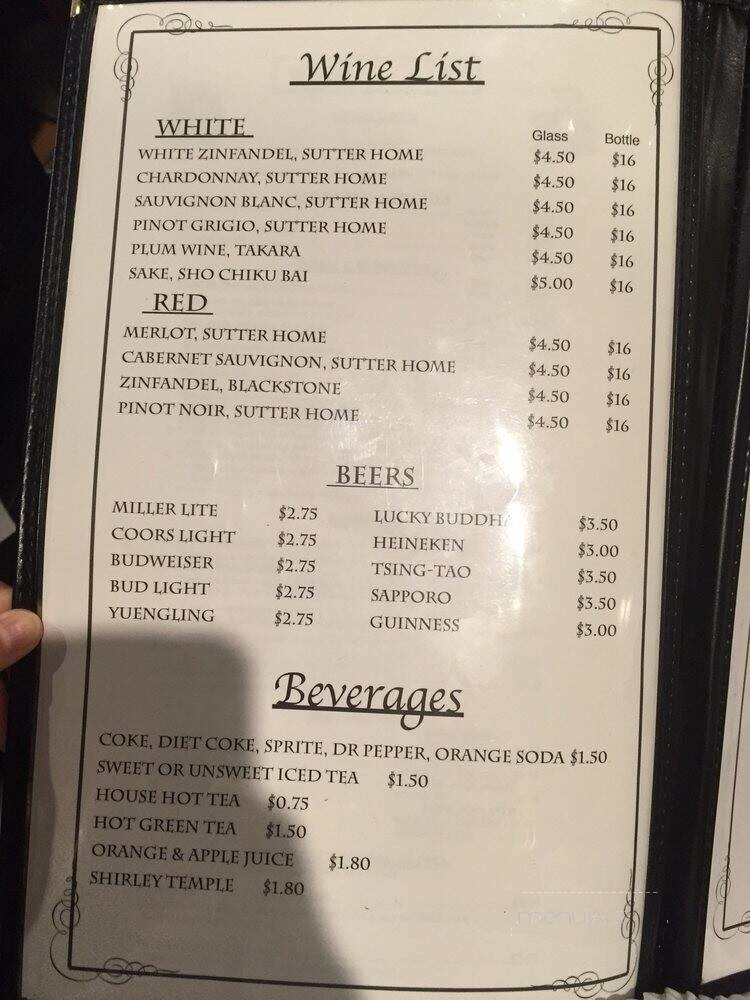 Wine List
WHITE Glass Bottle
WHITE ZINFANDEL, SUTTER HOME $4.50 $16
CHARDONNAY, SUTTER HOME $4.50 $16
SAUVIGNON BLANC, SUTTER HOME $4.50 $16
PINOT GRIGIO, SUTTER HOME $4.50 $16
PLUM WINE, TAKARA $4.50 $16
SAKE, SHO CHIKU BAI $5.00 $16
RED
MERLOT, SUTTER HOME $4.50 $16
CABERNET SAUVIGNON, SUTTER HOME $4.50 $16
ZINFANDEL, BLACKSTONE $4.50 $16
PINOT NOIR, SUTTER HOME $4.50 $16
BEERS
MILLER LITE $2.75 LUCKY BUDDHA $3.50
COORS LIGHT $2.75 HEINEKEN $3.00
BUDWEISER $2.75 TSING-TAO $3.50
BUD LIGHT $2.75 SAPPORO $3.50
YUENGLING $2.75 GUINNESS $3.00
Beverages
COKE, DIET COKE, SPRITE, DR PEPPER, ORANGE SODA $1.50
SWEET OR UNSWEET ICED TEA $1.50
HOUSE HOT TEA $0.75
HOT GREEN TEA $1.50
ORANGE & APPLE JUICE $1.80
SHIRLEY TEMPLE $1.80